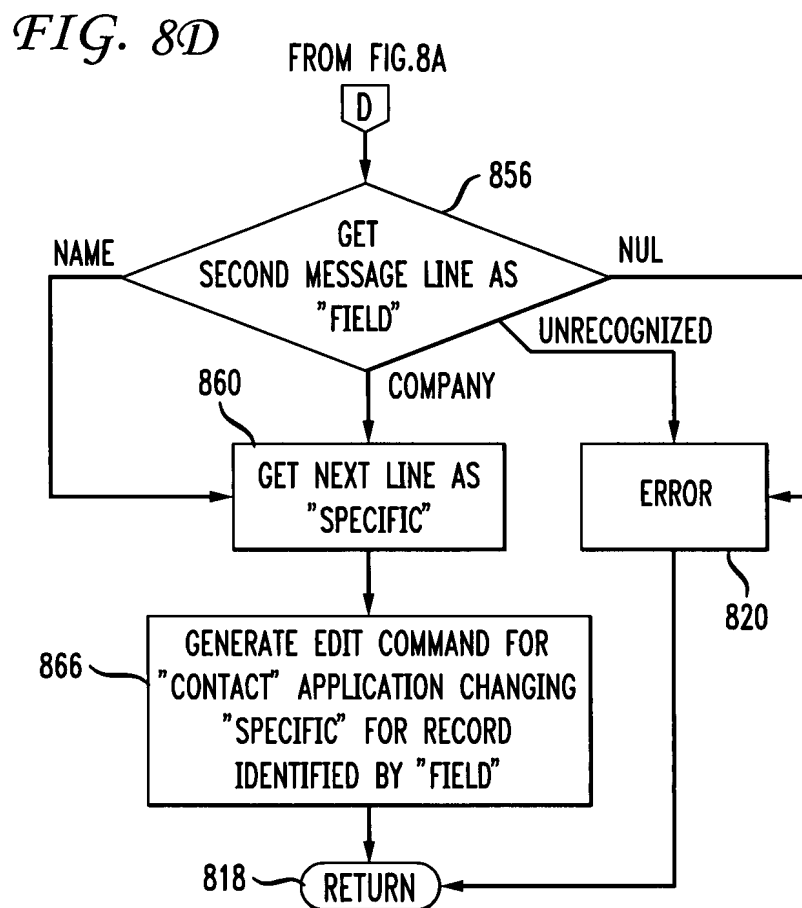 FIG. 8D
FROM FIG.8A
D
856
GET
SECOND MESSAGE LINE AS
"FIELD"
NAME
NUL
UNRECOGNIZED
COMPANY
860
GET NEXT LINE AS
"SPECIFIC"
ERROR
820
866
GENERATE EDIT COMMAND FOR
"CONTACT" APPLICATION CHANGING
"SPECIFIC" FOR RECORD
IDENTIFIED BY "FIELD"
818
RETURN